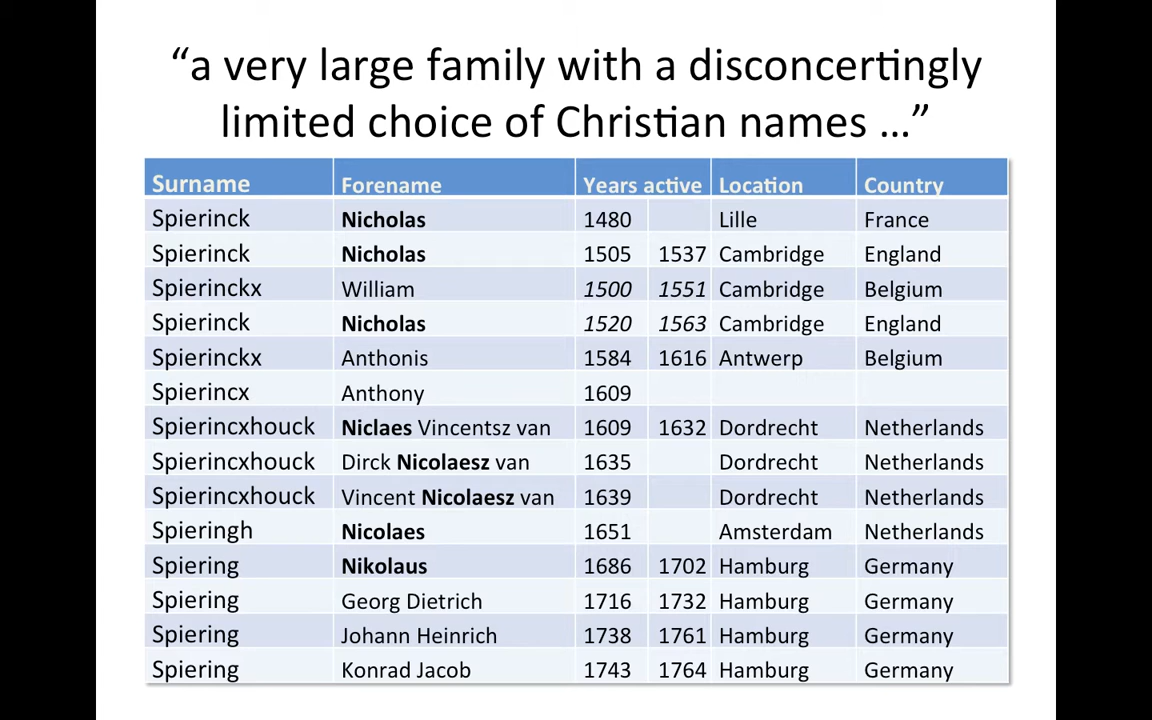 “a very large family with a disconcertingly
limited choice of Christian names …”
Surname Forename Years active Location Country
Spierinck Nicholas 1480 Lille France
Spierinck Nicholas 1505 1537 Cambridge England
Spierinckx William 1500 1551 Cambridge Belgium
Spierinck Nicholas 1520 1563 Cambridge England
Spierinckx Anthonis 1584 1616 Antwerp Belgium
Spierincx Anthony 1609
Spierincxhouck Niclaes Vincentsz van 1609 1632 Dordrecht Netherlands
Spierincxhouck Dirck Nicolaesz van 1635 Dordrecht Netherlands
Spierincxhouck Vincent Nicolaesz van 1639 Dordrecht Netherlands
Spieringh Nicolaes 1651 Amsterdam Netherlands
Spiering Nikolaus 1686 1702 Hamburg Germany
Spiering Georg Dietrich 1716 1732 Hamburg Germany
Spiering Johann Heinrich 1738 1761 Hamburg Germany
Spiering Konrad Jacob 1743 1764 Hamburg Germany